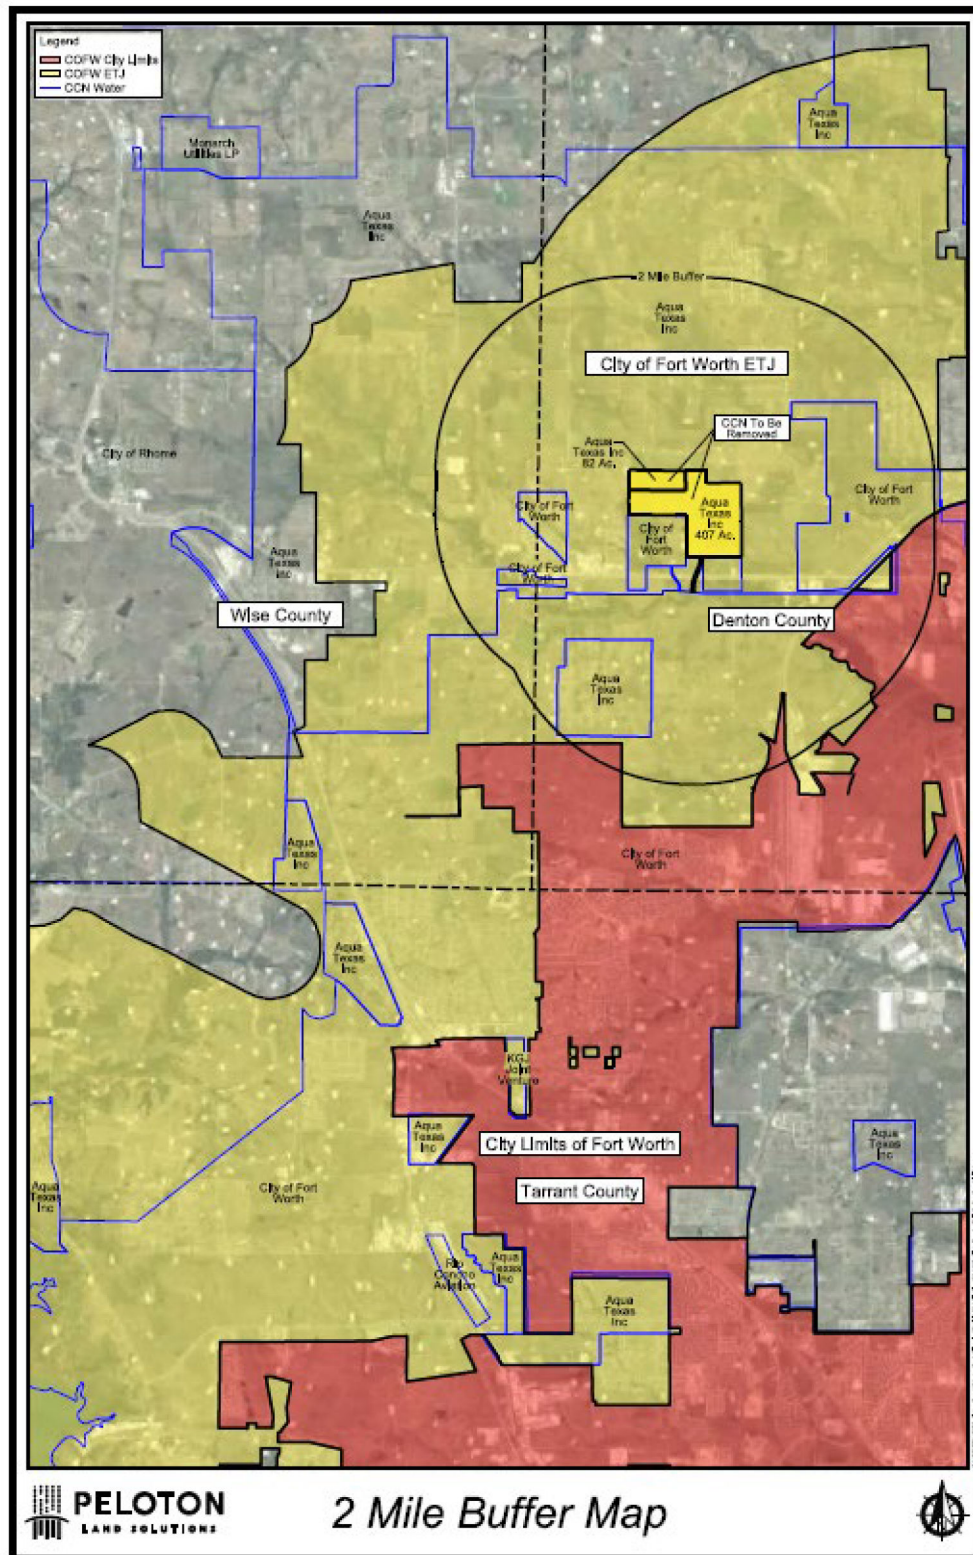 Legend
COFW City Limits
COFW ETJ
CCN Water
Aqua
Texas
Inc
Monarch
Utilities LP
Aqua
Texas
Inc
2 Mile Buffer
Aqua
Texas
Inc
City of Fort Worth ETJ
CCN To Be
Removed
Aqua
Texas Inc
82 Ac.
City of Rhome
City of Fort
Worth
City of Fort
Worth
Aqua
Texas
Inc
407 Ac.
City of
Fort
Worth
Aqua
Texas
Inc
City of Fort
Worth
Wise County
Denton County
Aqua
Texas
Inc
Aqua
Texas
Inc
City of Fort
Worth
Aqua
Texas
Inc
KGJ
Joint
Venture
Aqua
Texas
Inc
City Limits of Fort Worth
Aqua
Texas
Inc
Aqua
Texas
Inc
City of Fort
Worth
Tarrant County
Rio
Concho
Aviation
Aqua
Texas
Inc
Aqua
Texas
Inc
PELOTON
LAND SOLUTIONS
2 Mile Buffer Map